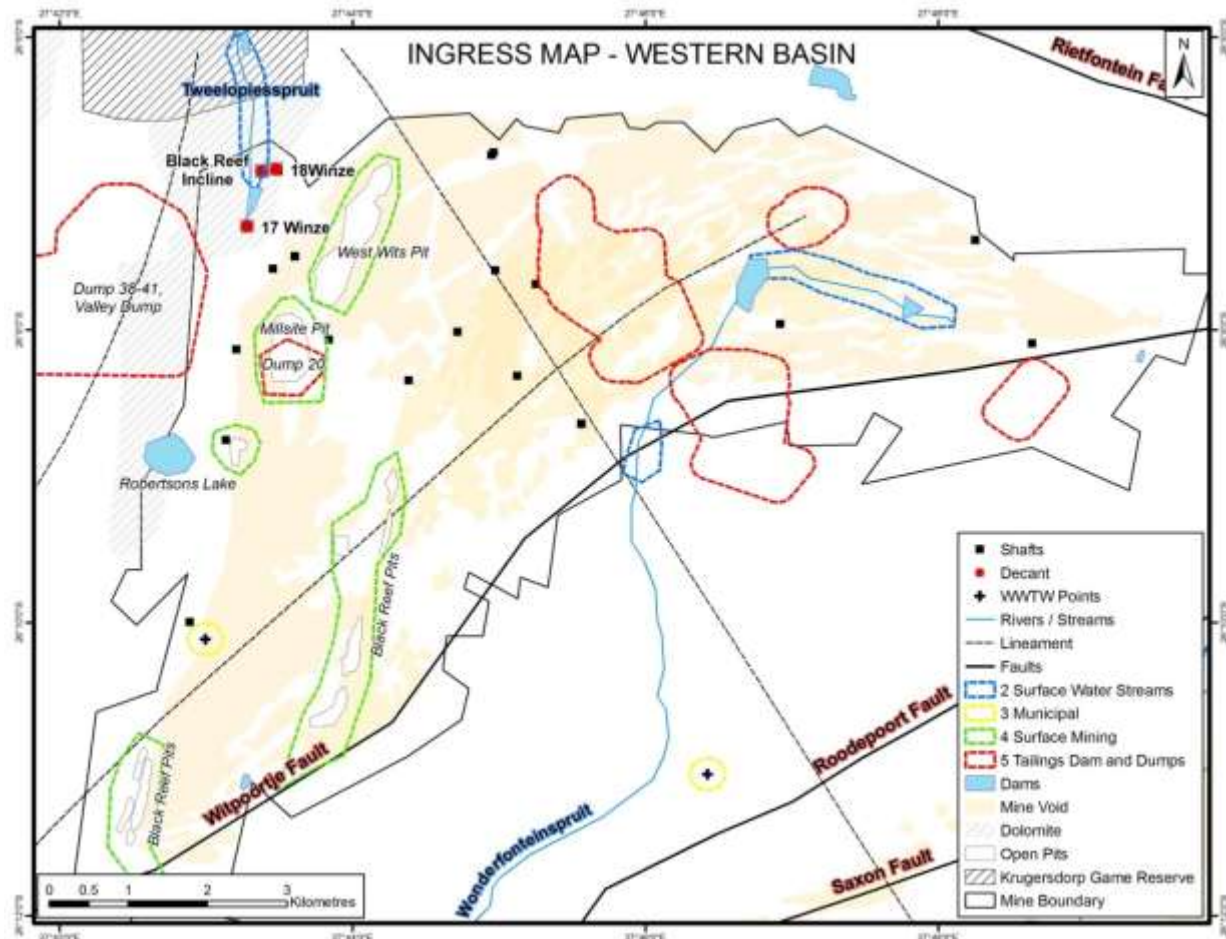 INGRESS MAP - WESTERN BASIN
N
Rietfontein Fa
Tweelopiesspruit
Black Reef
Incline
18Winze
17 Winze
West Wits Pit
Dump 38-41,
Valley Dump
Millsite Pit
Dump 20
Robertsons Lake
Black Reef Pits
Black Reef Pits
Witpoortje Fault
Wonderfonteinspruit
Roodepoort Fault
Saxon Fault
Shafts
Decant
WWTW Points
Rivers / Streams
Lineament
Faults
2 Surface Water Streams
3 Municipal
4 Surface Mining
5 Tailings Dam and Dumps
Dams
Mine Void
Dolomite
Open Pits
Krugersdorp Game Reserve
Mine Boundary
0 0.5 1 2 3
Kilometres